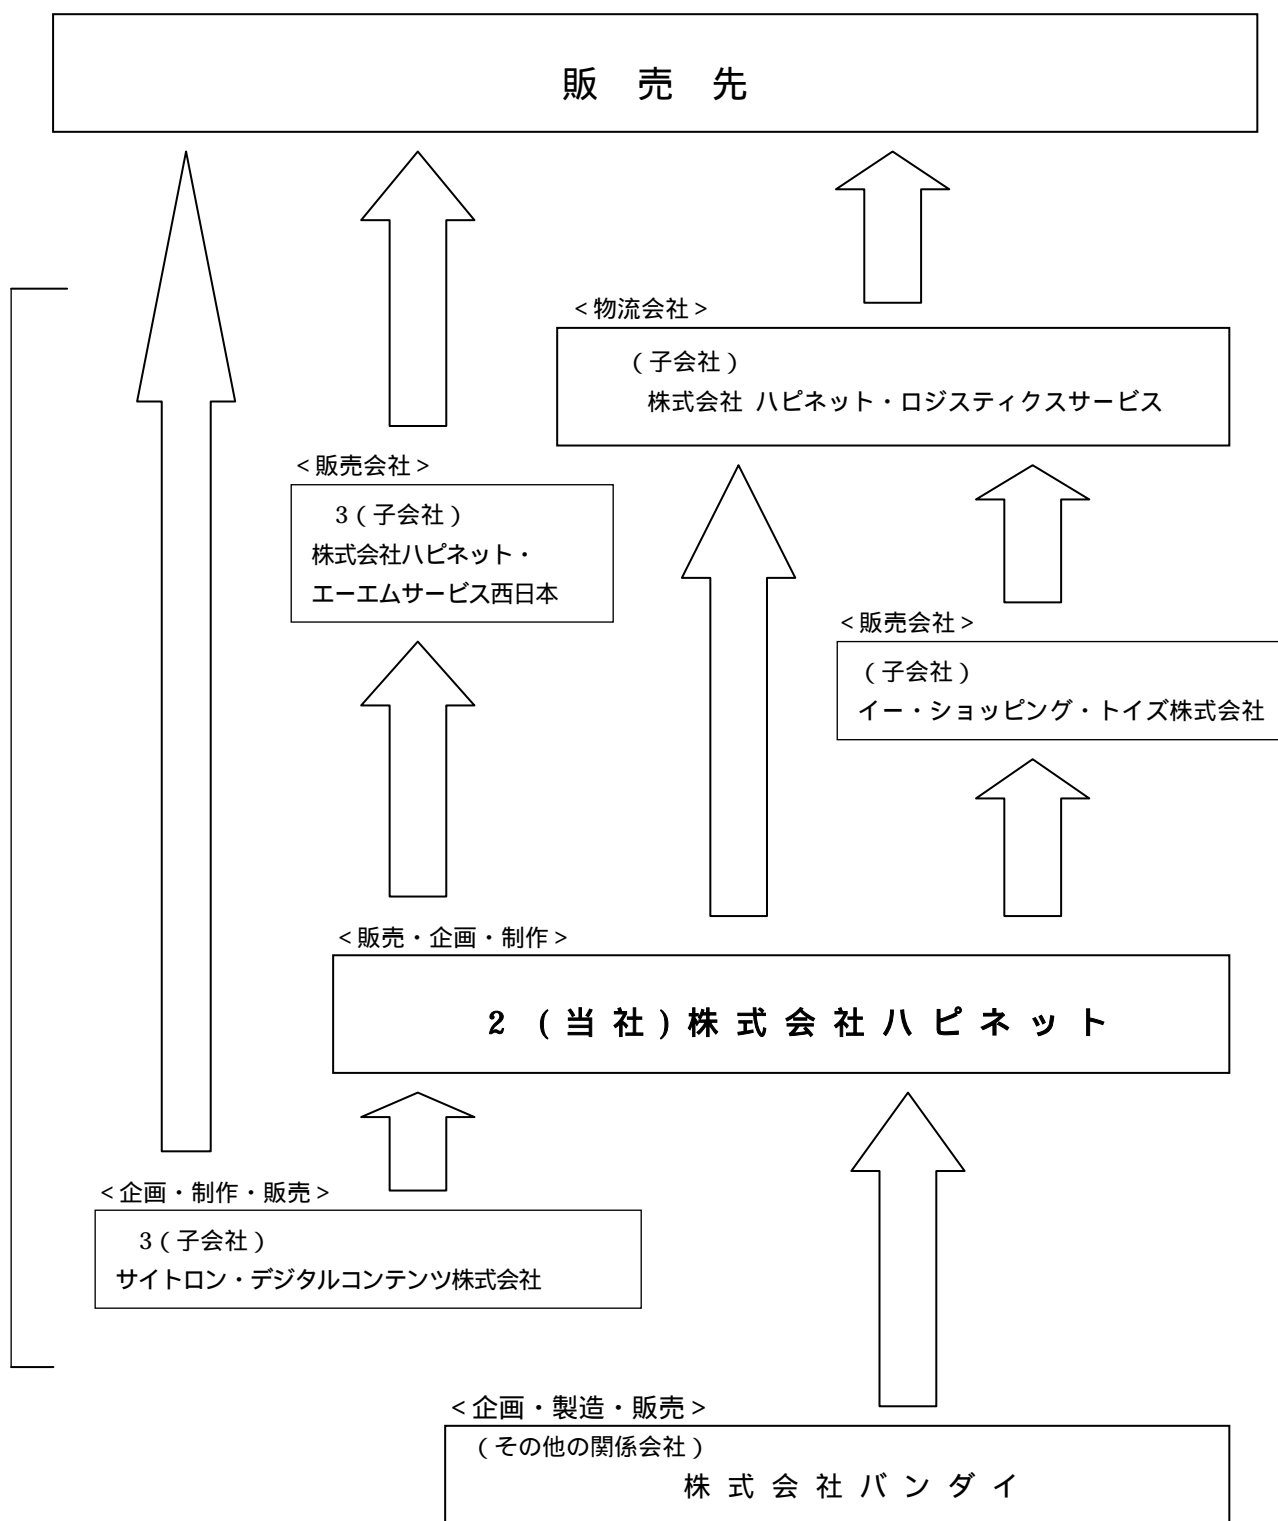 販 売 先
<物流会社>
（子会社）
株式会社 ハピネット・ロジスティクスサービス
<販売会社>
3（子会社）
株式会社ハピネット・
エーエムサービス西日本
<販売会社>
（子会社）
イー・ショッピング・トイズ株式会社
<販売・企画・制作>
2 （当社）株式会社ハピネット
<企画・制作・販売>
3（子会社）
サイトロン・デジタルコンテンツ株式会社
<企画・製造・販売>
（その他の関係会社）
株式会社バンダイ